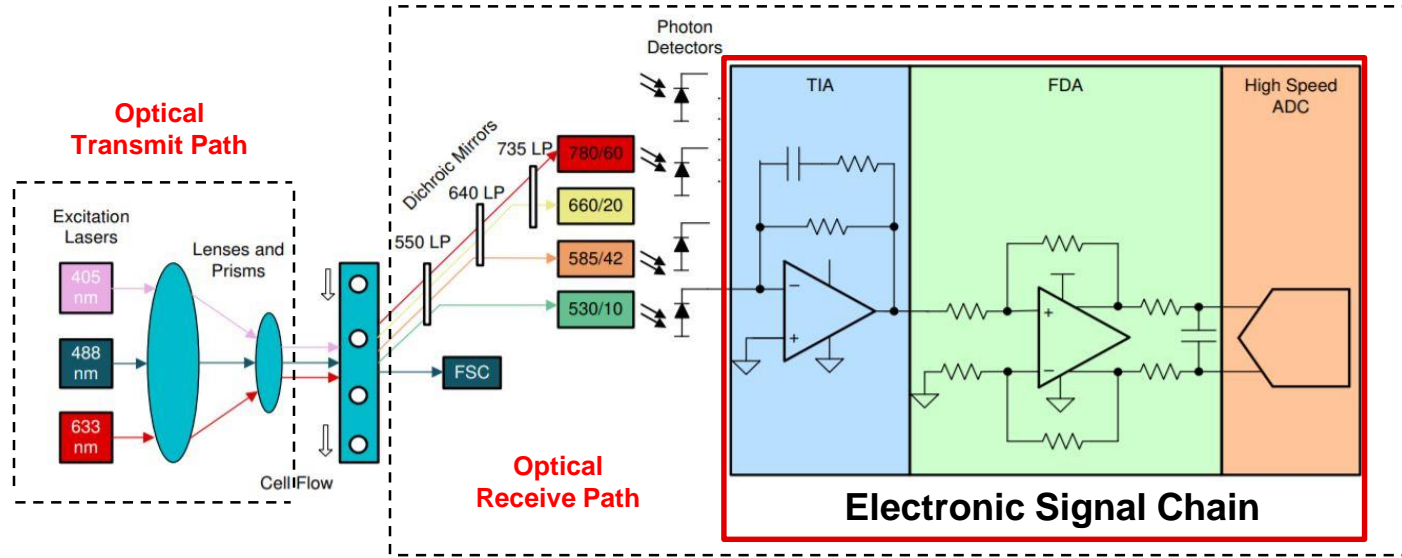 Optical
Transmit Path
Excitation
Lasers
405
nm
488
nm
633
nm
Lenses and
Prisms
Cell Flow
Dichroic Mirrors
550 LP
640 LP
735 LP
780/60
660/20
585/42
530/10
FSC
Optical
Receive Path
Photon
Detectors
TIA
FDA
High Speed
ADC
−
+
+
−
Electronic Signal Chain